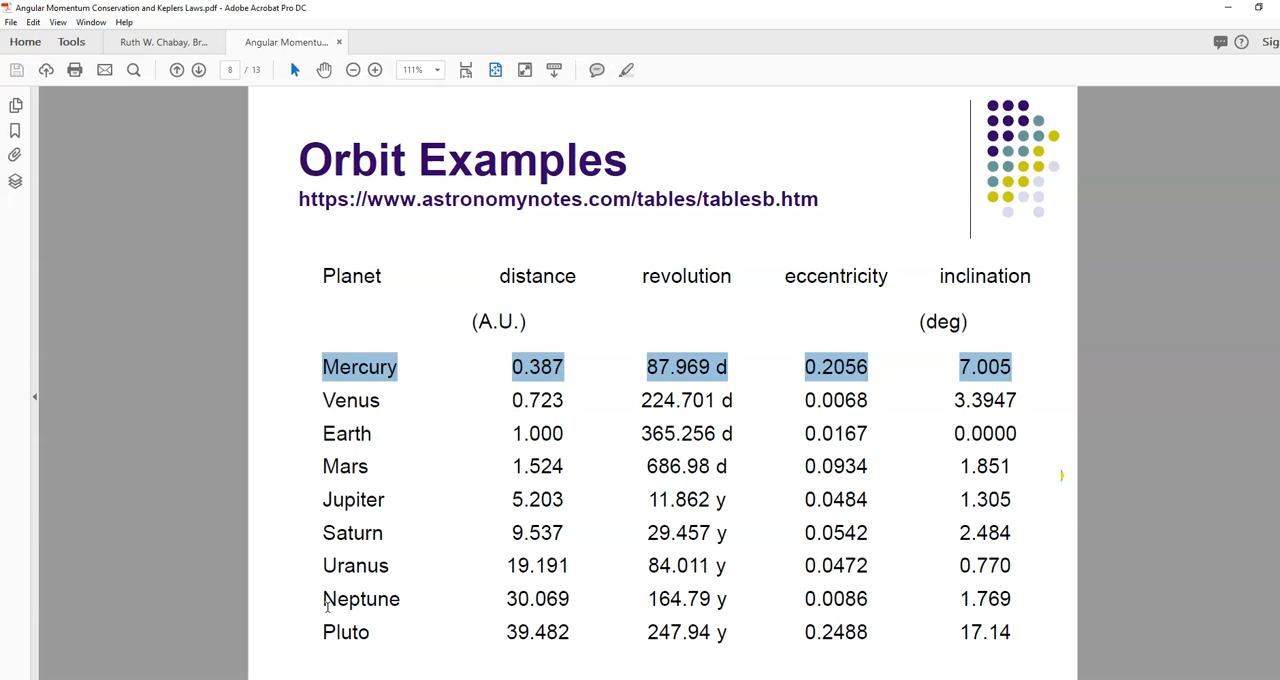 Angular Momentum Conservation and Keplers Laws.pdf - Adobe Acrobat Pro DC
File Edit View Window Help
Home Tools Ruth W. Chabay, Br... Angular Momentu... × Sig
8 / 13 111%
Orbit Examples
https://www.astronomynotes.com/tables/tablesb.htm
Planet distance revolution eccentricity inclination
(A.U.) (deg)
Mercury 0.387 87.969 d 0.2056 7.005
Venus 0.723 224.701 d 0.0068 3.3947
Earth 1.000 365.256 d 0.0167 0.0000
Mars 1.524 686.98 d 0.0934 1.851
Jupiter 5.203 11.862 y 0.0484 1.305
Saturn 9.537 29.457 y 0.0542 2.484
Uranus 19.191 84.011 y 0.0472 0.770
Neptune 30.069 164.79 y 0.0086 1.769
Pluto 39.482 247.94 y 0.2488 17.14